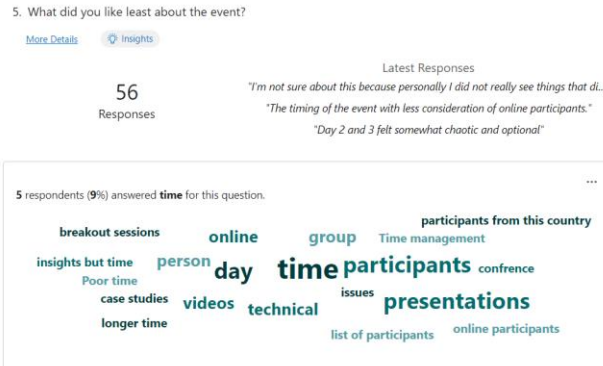 5. What did you like least about the event?
More Details
Insights
56
Responses
Latest Responses
"I'm not sure about this because personally I did not really see things that di..
"The timing of the event with less consideration of online participants."
"Day 2 and 3 felt somewhat chaotic and optional"
...
5 respondents (9%) answered time for this question.
participants from this country
breakout sessions
online
group
Time management
insights but time
person
day
time
participants
confrence
Poor time
case studies
videos
technical
issues
presentations
longer time
list of participants
online participants